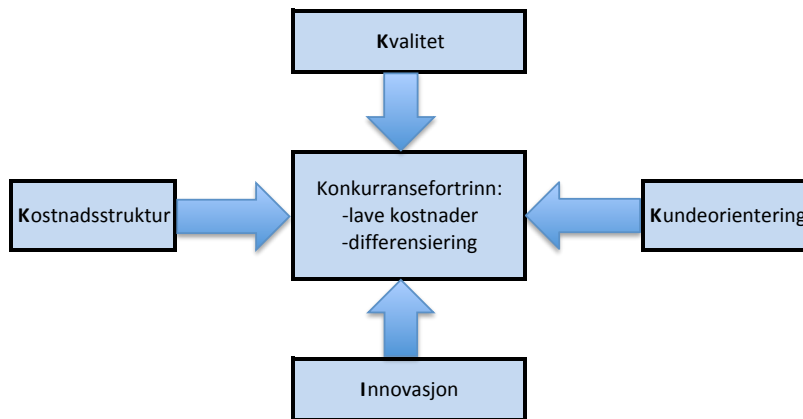 Kvalitet
Kostnadsstruktur
Konkurransefortrinn:
-lave kostnader
-differensiering
Kundeorientering
Innovasjon